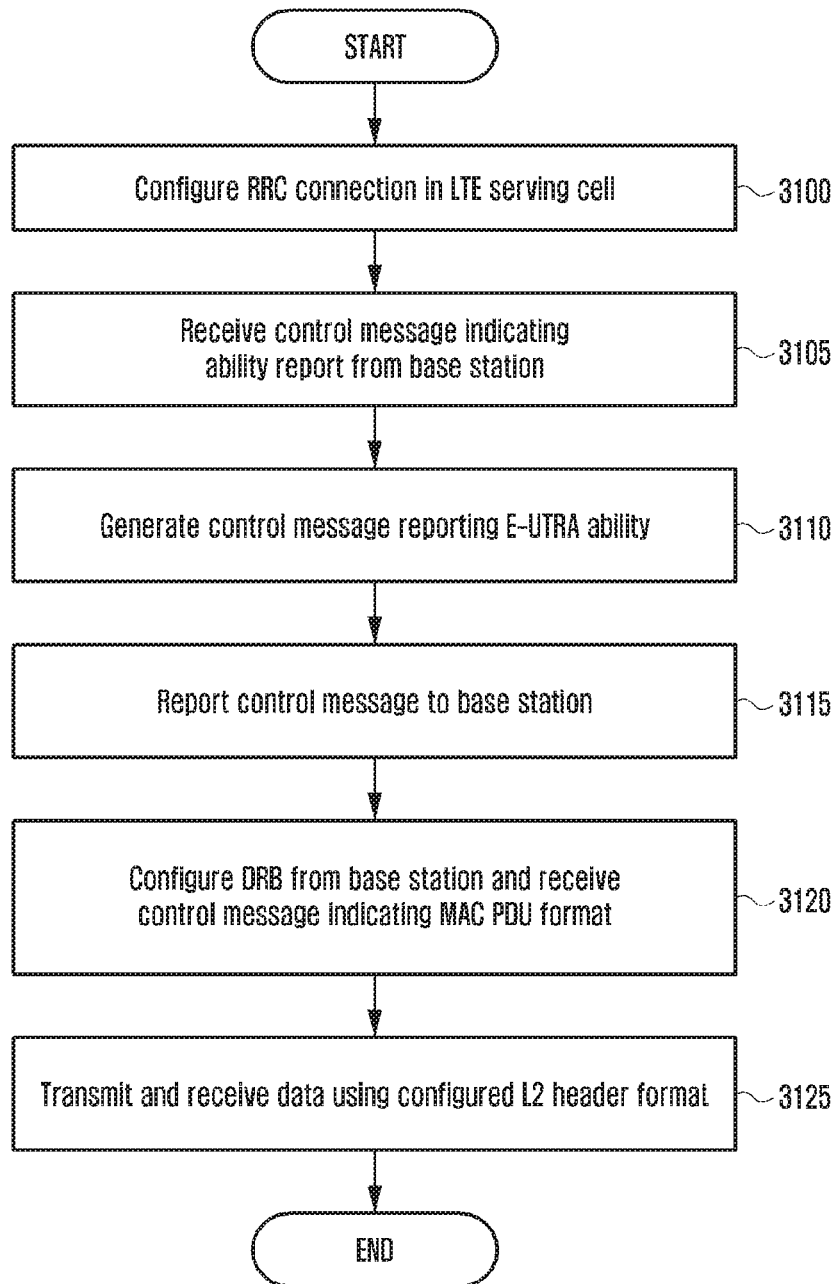 START
Configure RRC connection in LTE serving cell
3100
Receive control message indicating
ability report from base station
3105
Generate control message reporting E-UTRA ability
3110
Report control message to base station
3115
Configure DRB from base station and receive
control message indicating MAC PDU format
3120
Transmit and receive data using configured L2 header format
3125
END